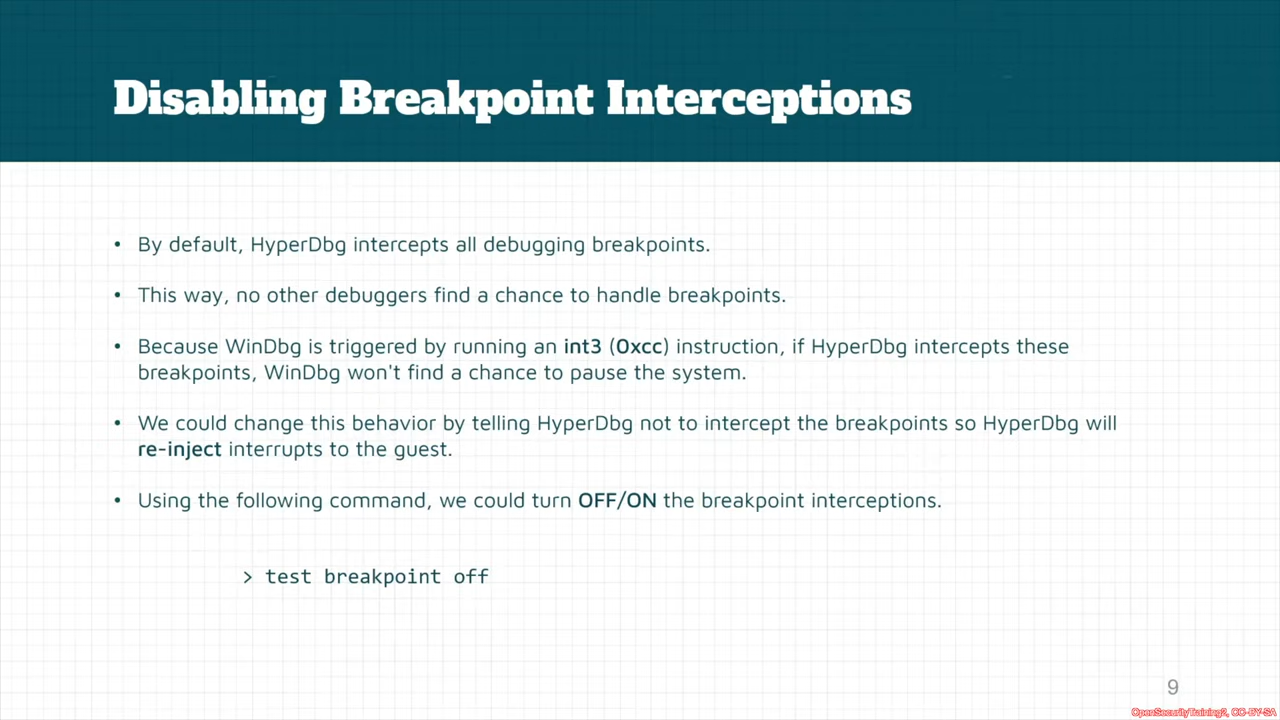 Disabling Breakpoint Interceptions
• By default, HyperDbg intercepts all debugging breakpoints.
• This way, no other debuggers find a chance to handle breakpoints.
• Because WinDbg is triggered by running an int3 (0xcc) instruction, if HyperDbg intercepts these
breakpoints, WinDbg won't find a chance to pause the system.
• We could change this behavior by telling HyperDbg not to intercept the breakpoints so HyperDbg will
re-inject interrupts to the guest.
• Using the following command, we could turn OFF/ON the breakpoint interceptions.
> test breakpoint off
9
OpenSecurityTraining2, CC-BY-SA